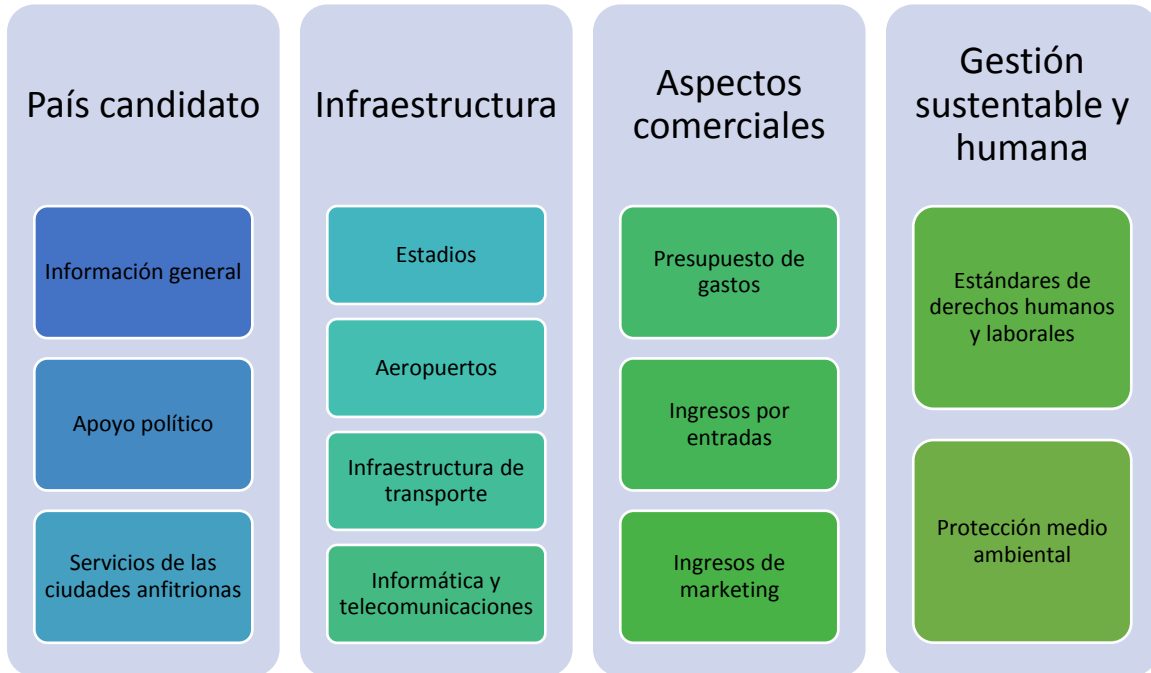 País candidato
Información general
Apoyo político
Servicios de las
ciudades anfitrionas
Infraestructura
Estadios
Aeropuertos
Infraestructura de
transporte
Informática y
telecomunicaciones
Aspectos
comerciales
Presupuesto de
gastos
Ingresos por
entradas
Ingresos de
marketing
Gestión
sustentable y
humana
Estándares de
derechos humanos
y laborales
Protección medio
ambiental